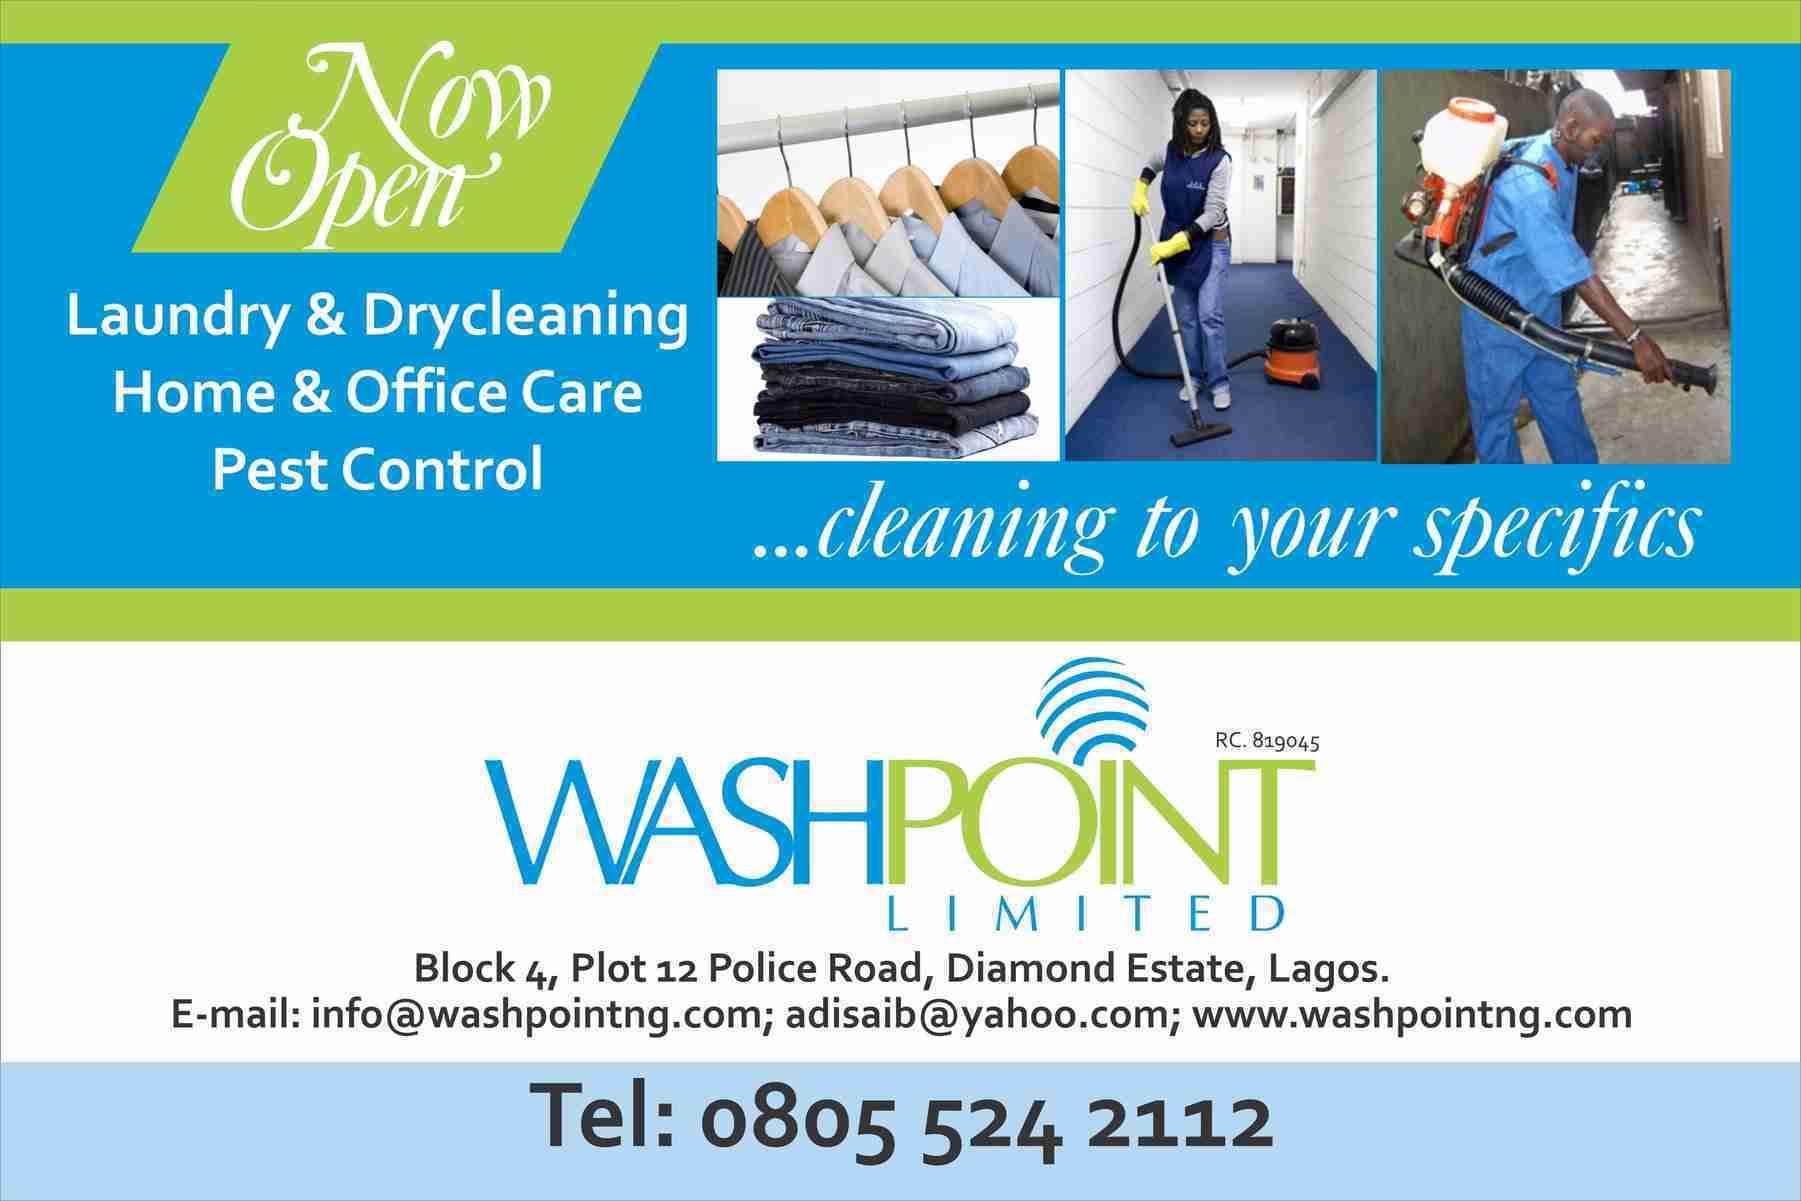 Now
Open
Laundry & Drycleaning
Home & Office Care
Pest Control
...cleaning to your specifics
RC. 819045
WASHPOINT
LIMITED
Block 4, Plot 12 Police Road, Diamond Estate, Lagos.
E-mail: info@washpointng.com; adisaib@yahoo.com; www.washpointng.com
Tel: 0805 524 2112